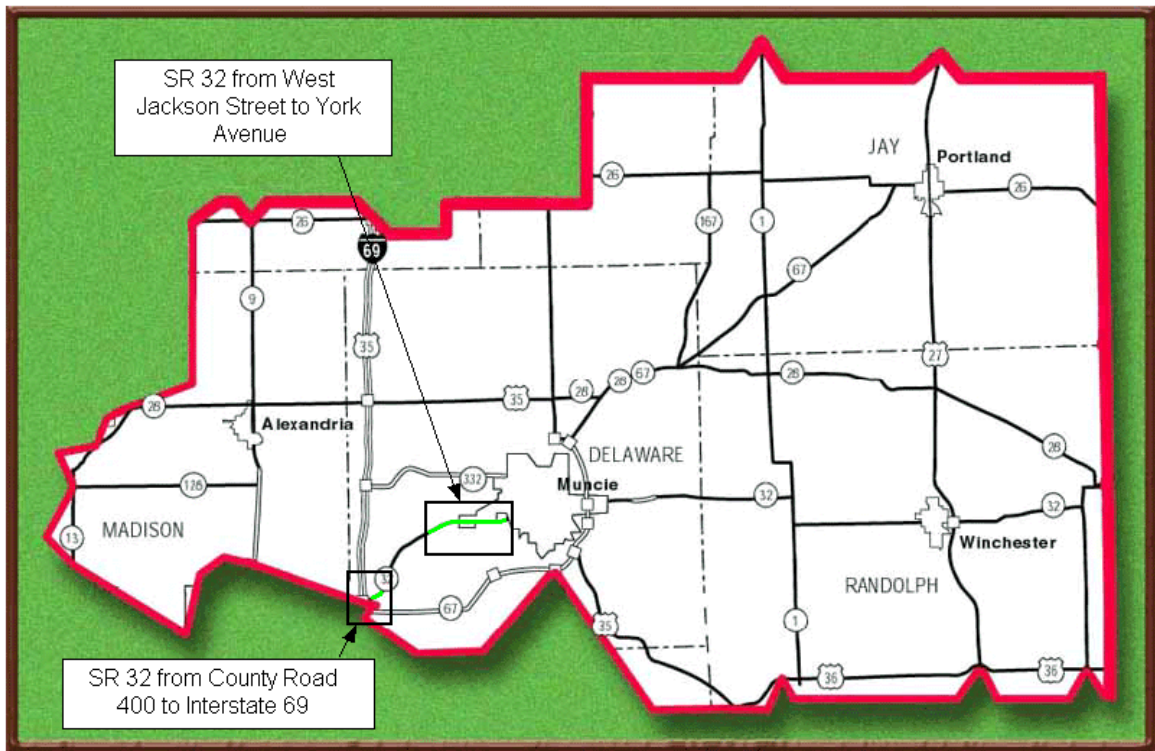 SR 32 from West
Jackson Street to York
Avenue
JAY
Portland
26
26
26
167
1
69
67
9
35
27
28
67
28
28
35
28
Alexandria
28
332
DELAWARE
Muncie
128
32
32
MADISON
13
32
Winchester
RANDOLPH
67
35
1
36
36
SR 32 from County Road
400 to Interstate 69